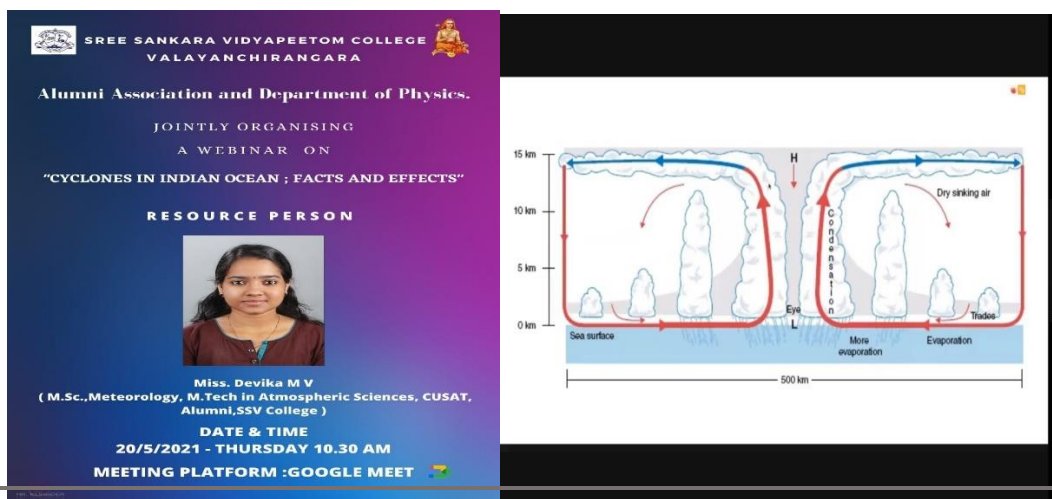 SREE SANKARA VIDYAPEETOM COLLEGE
VALAYANCHIRANGARA
Alumni Association and Department of Physics.
JOINTLY ORGANISING
A WEBINAR ON
"CYCLONES IN INDIAN OCEAN ; FACTS AND EFFECTS"
RESOURCE PERSON
Miss. Devika M V
( M.Sc.,Meteorology, M.Tech in Atmospheric Sciences, CUSAT,
Alumni,SSV College )
DATE & TIME
20/5/2021 - THURSDAY 10.30 AM
MEETING PLATFORM :GOOGLE MEET
15 km
H
Dry sinking air
10 km
Condensation
5 km
Eye
Trades
0 km
L
Sea surface
More
evaporation
Evaporation
500 km